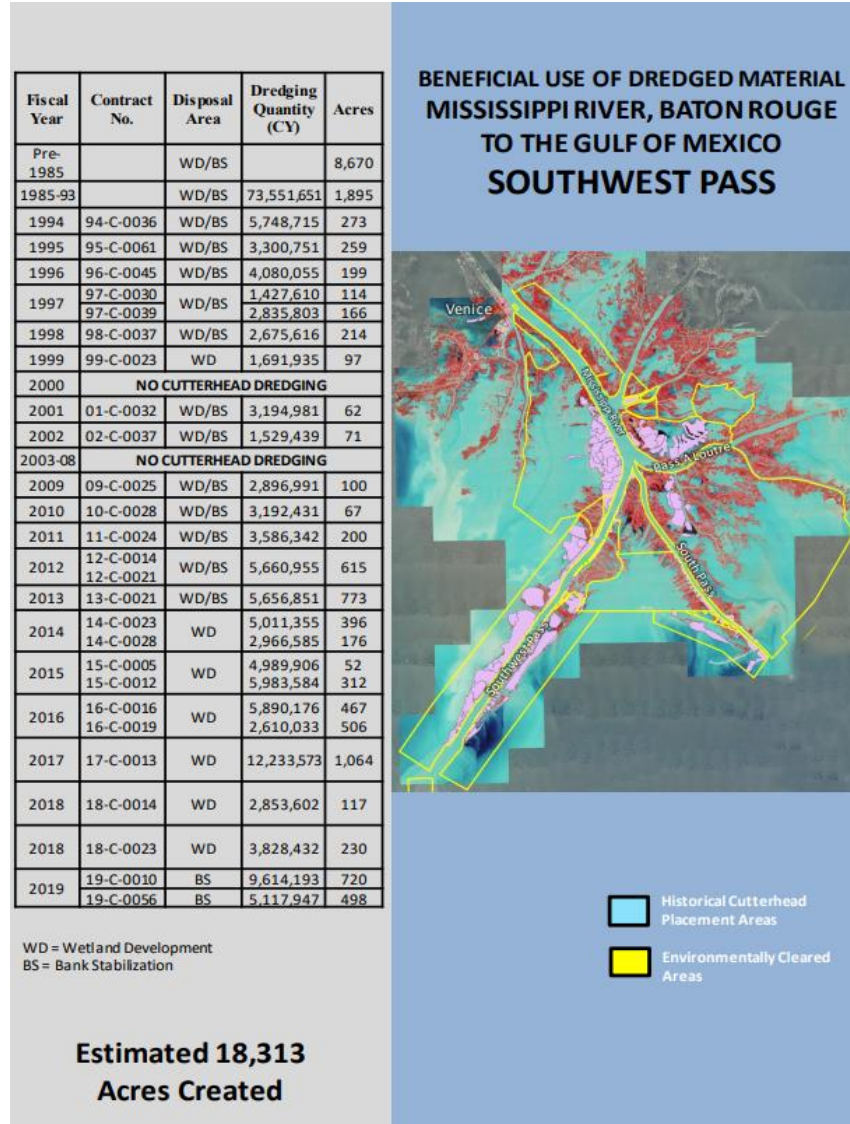 Fiscal Year Contract No. Disposal Area Dredging Quantity (CY) Acres
Pre-1985 WD/BS 8,670
1985-93 WD/BS 73,551,651 1,895
1994 94-C-0036 WD/BS 5,748,715 273
1995 95-C-0061 WD/BS 3,300,751 259
1996 96-C-0045 WD/BS 4,080,055 199
1997 97-C-0030 WD/BS 1,427,610 114
97-C-0039 2,835,803 166
1998 98-C-0037 WD/BS 2,675,616 214
1999 99-C-0023 WD 1,691,935 97
2000 NO CUTTERHEAD DREDGING
2001 01-C-0032 WD/BS 3,194,981 62
2002 02-C-0037 WD/BS 1,529,439 71
2003-08 NO CUTTERHEAD DREDGING
2009 09-C-0025 WD/BS 2,896,991 100
2010 10-C-0028 WD/BS 3,192,431 67
2011 11-C-0024 WD/BS 3,586,342 200
2012 12-C-0014 WD/BS 5,660,955 615
12-C-0021
2013 13-C-0021 WD/BS 5,656,851 773
2014 14-C-0023 WD 5,011,355 396
14-C-0028 2,966,585 176
2015 15-C-0005 WD 4,989,906 52
15-C-0012 5,983,584 312
2016 16-C-0016 WD 5,890,176 467
16-C-0019 2,610,033 506
2017 17-C-0013 WD 12,233,573 1,064
2018 18-C-0014 WD 2,853,602 117
2018 18-C-0023 WD 3,828,432 230
2019 19-C-0010 BS 9,614,193 720
19-C-0056 BS 5,117,947 498
WD = Wetland Development
BS = Bank Stabilization
Estimated 18,313
Acres Created
BENEFICIAL USE OF DREDGED MATERIAL
MISSISSIPPI RIVER, BATON ROUGE
TO THE GULF OF MEXICO
SOUTHWEST PASS
Venice
Mississippi River
Pass A Loutre
South Pass
Southwest Pass
Historical Cutterhead
Placement Areas
Environmentally Cleared
Areas